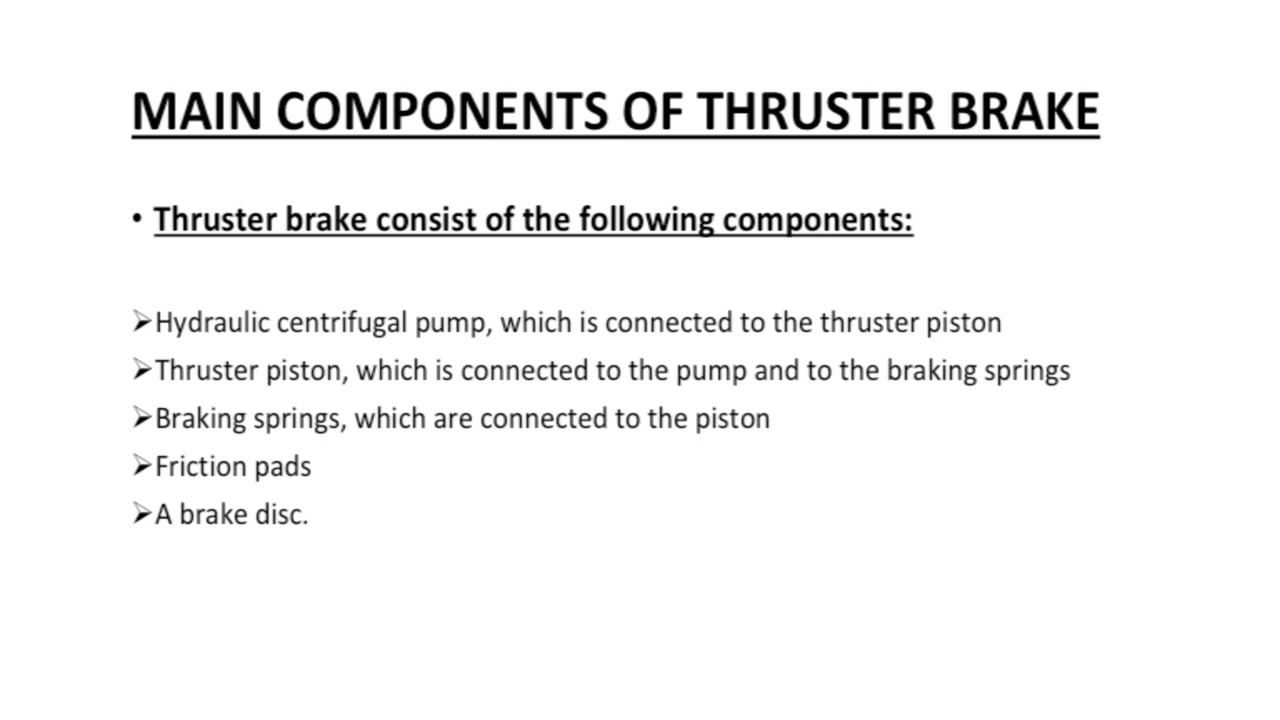 MAIN COMPONENTS OF THRUSTER BRAKE
• Thruster brake consist of the following components:
➢Hydraulic centrifugal pump, which is connected to the thruster piston
➢Thruster piston, which is connected to the pump and to the braking springs
➢Braking springs, which are connected to the piston
➢Friction pads
➢A brake disc.